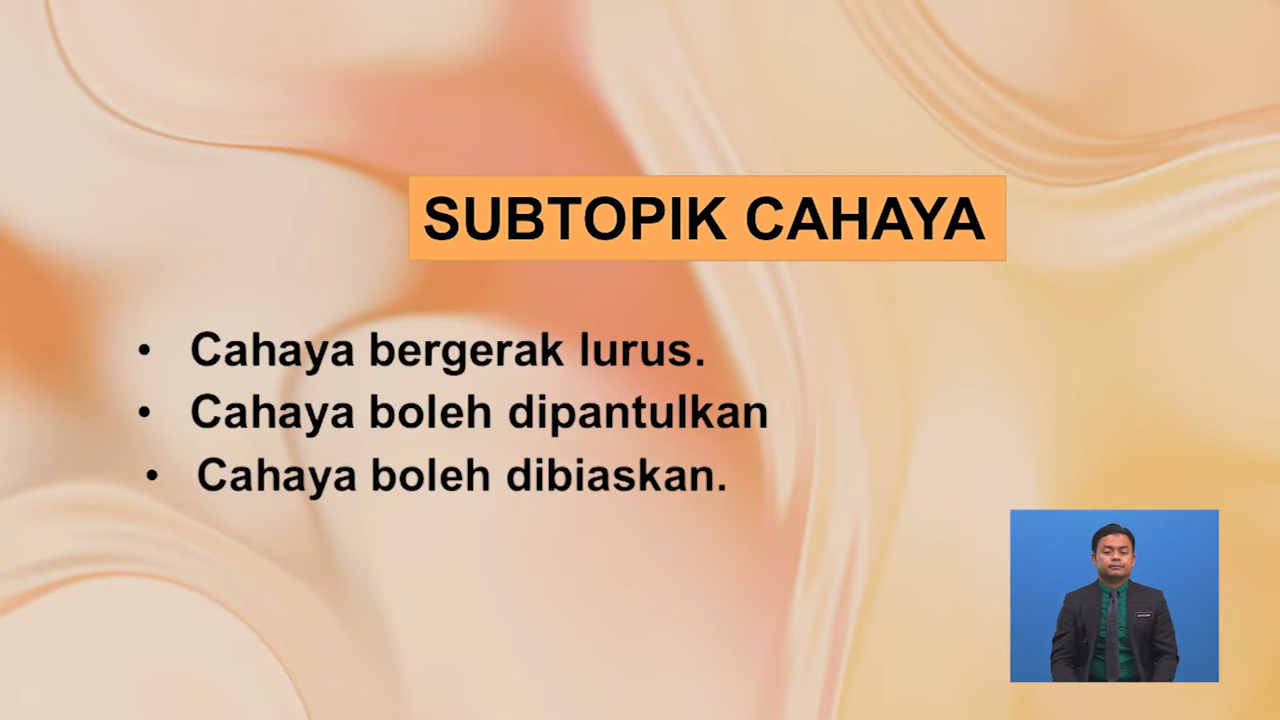 SUBTOPIK CAHAYA
• Cahaya bergerak lurus.
• Cahaya boleh dipantulkan
• Cahaya boleh dibiaskan.